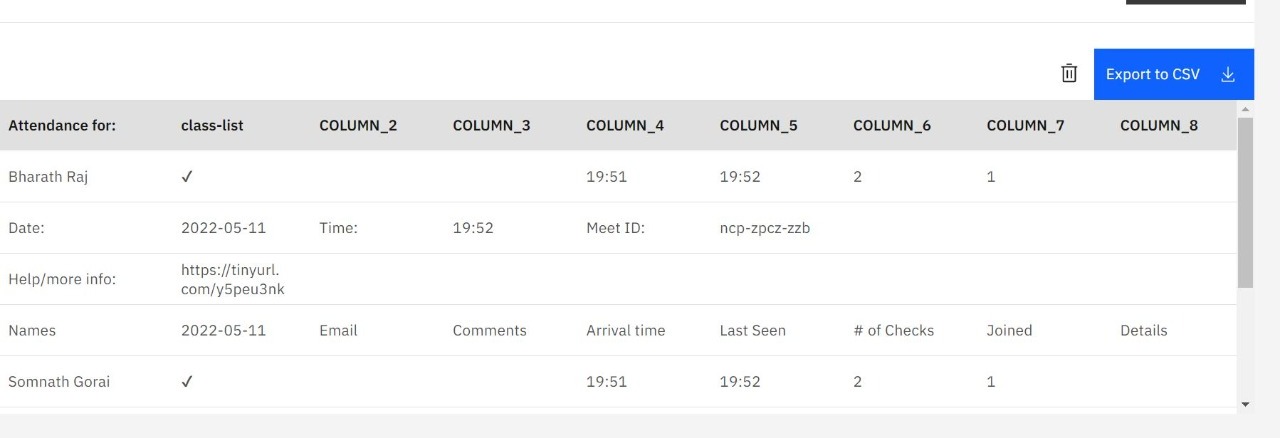 Export to CSV
Attendance for: class-list COLUMN_2 COLUMN_3 COLUMN_4 COLUMN_5 COLUMN_6 COLUMN_7 COLUMN_8
Bharath Raj ✓ 19:51 19:52 2 1
Date: 2022-05-11 Time: 19:52 Meet ID: ncp-zpcz-zzb
Help/more info: https://tinyurl.
com/y5peu3nk
Names 2022-05-11 Email Comments Arrival time Last Seen # of Checks Joined Details
Somnath Gorai ✓ 19:51 19:52 2 1